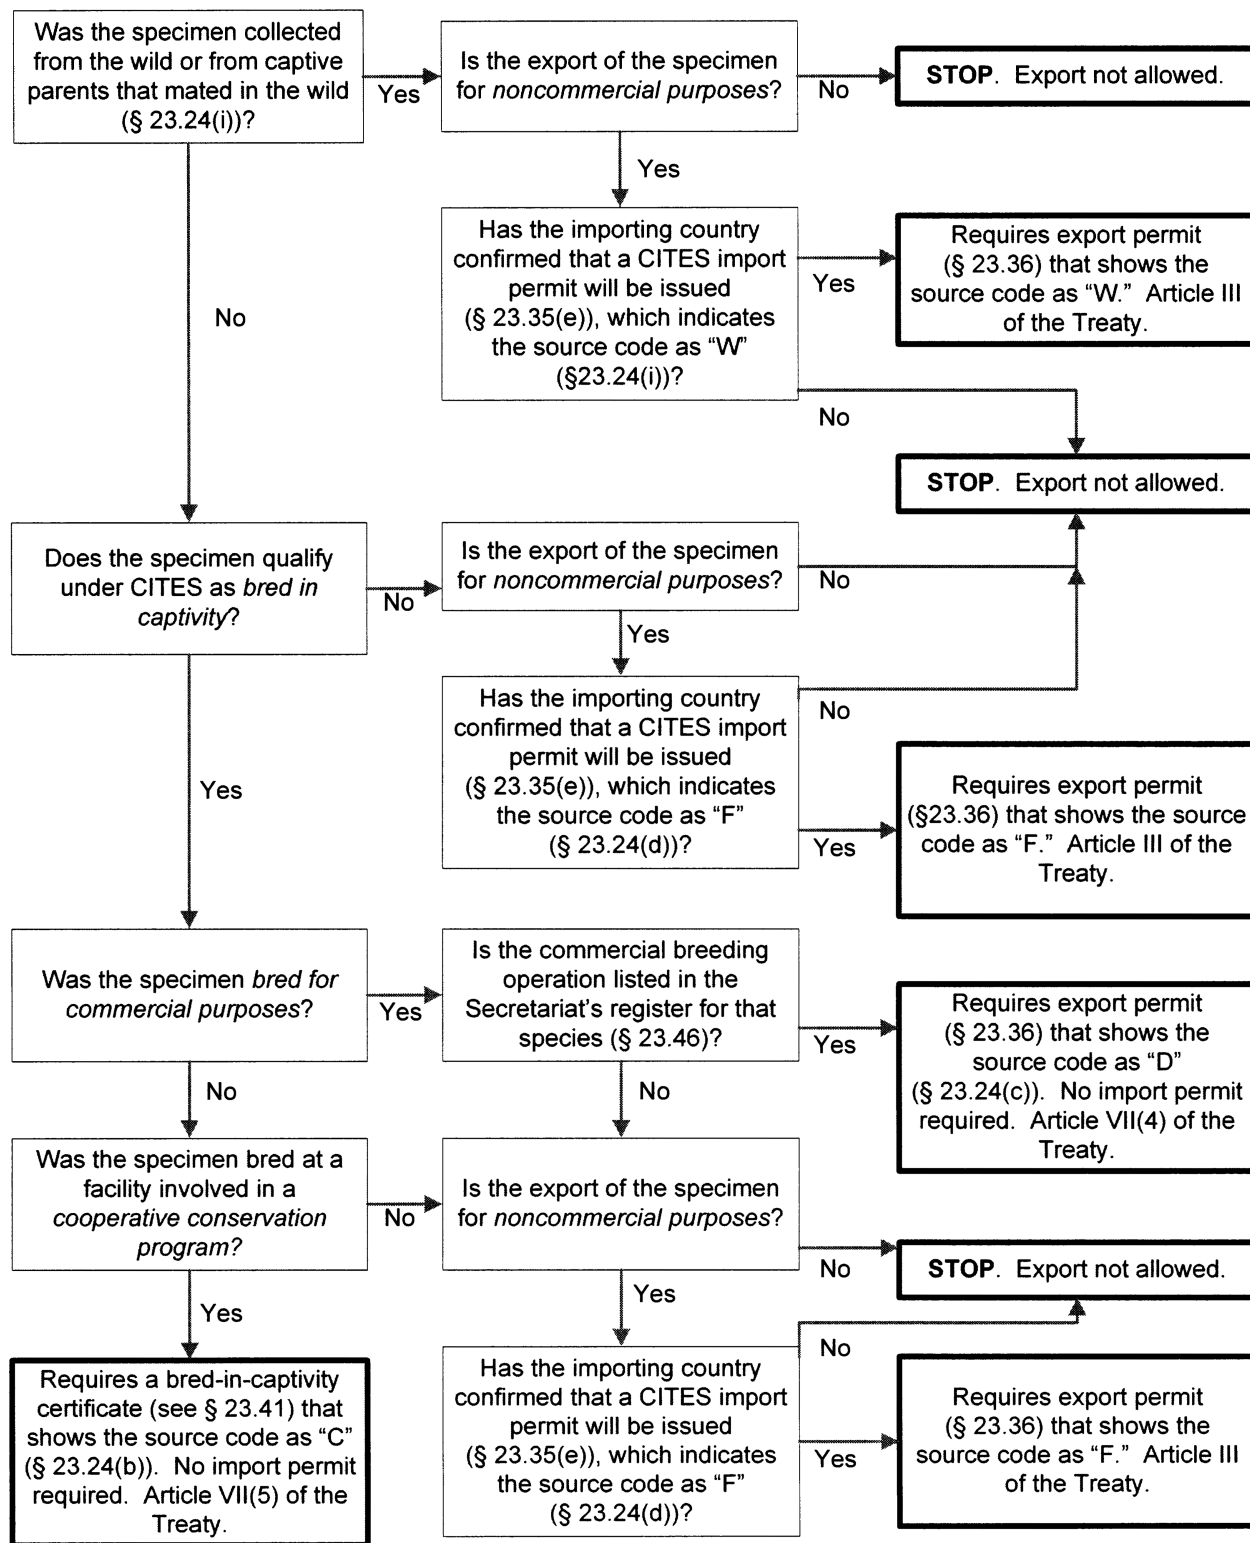 Was the specimen collected
from the wild or from captive
parents that mated in the wild
(§ 23.24(i))?
Yes
Is the export of the specimen
for noncommercial purposes?
No
STOP. Export not allowed.
Yes
No
Has the importing country
confirmed that a CITES import
permit will be issued
(§ 23.35(e)), which indicates
the source code as “W”
(§23.24(i))?
Yes
Requires export permit
(§ 23.36) that shows the
source code as “W.” Article III
of the Treaty.
No
STOP. Export not allowed.
Does the specimen qualify
under CITES as bred in
captivity?
No
Is the export of the specimen
for noncommercial purposes?
No
Yes
Yes
Has the importing country
confirmed that a CITES import
permit will be issued
(§ 23.35(e)), which indicates
the source code as “F”
(§ 23.24(d))?
No
Yes
Requires export permit
(§23.36) that shows the source
code as “F.” Article III of the
Treaty.
Was the specimen bred for
commercial purposes?
Yes
Is the commercial breeding
operation listed in the
Secretariat’s register for that
species (§ 23.46)?
Yes
Requires export permit
(§ 23.36) that shows the
source code as “D”
(§ 23.24(c)). No import permit
required. Article VII(4) of the
Treaty.
No
No
Was the specimen bred at a
facility involved in a
cooperative conservation
program?
No
Is the export of the specimen
for noncommercial purposes?
No
STOP. Export not allowed.
Yes
Yes
Requires a bred-in-captivity
certificate (see § 23.41) that
shows the source code as “C”
(§ 23.24(b)). No import permit
required. Article VII(5) of the
Treaty.
Has the importing country
confirmed that a CITES import
permit will be issued
(§ 23.35(e)), which indicates
the source code as “F”
(§ 23.24(d))?
No
Yes
Requires export permit
(§ 23.36) that shows the
source code as “F.” Article III
of the Treaty.